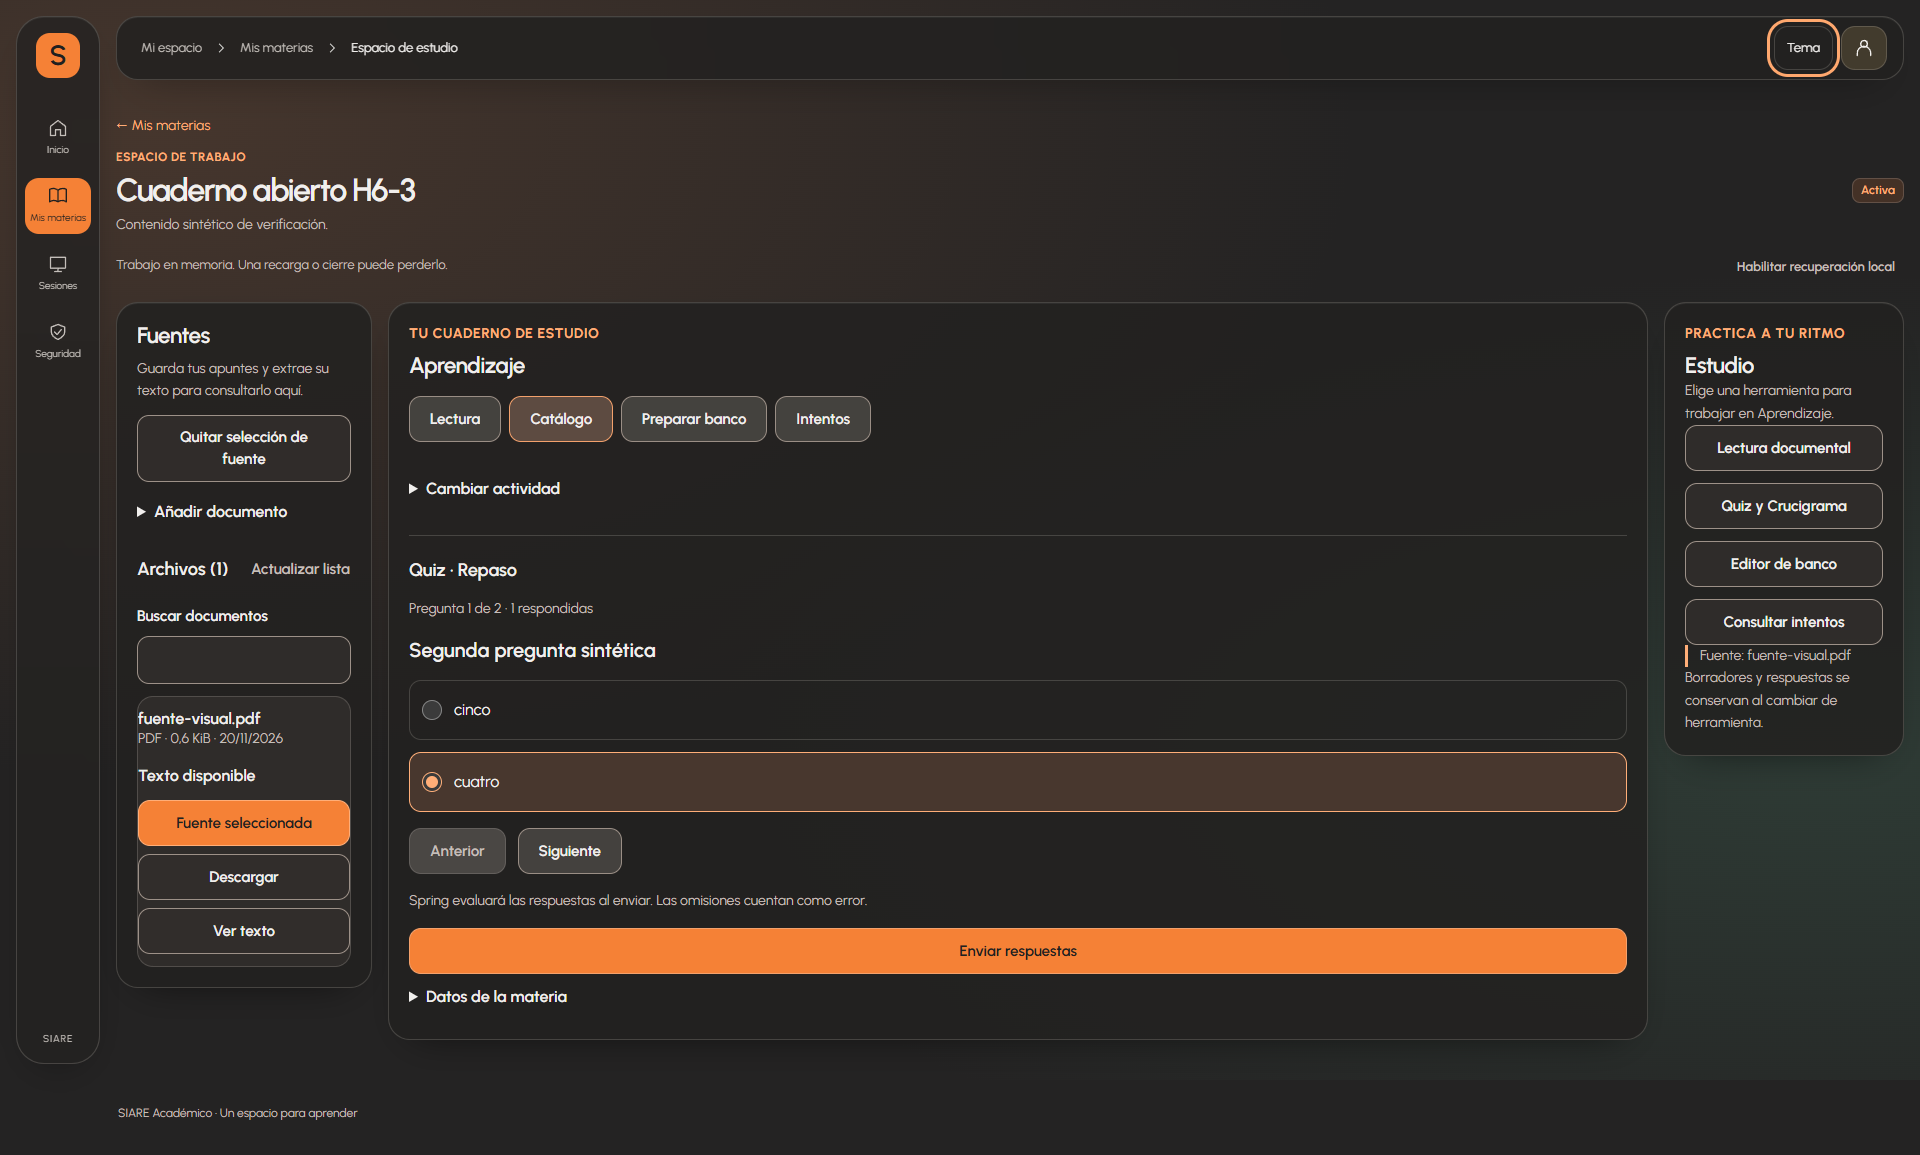 S
Mi espacio > Mis materias > Espacio de estudio
Tema
Inicio
Mis materias
Sesiones
Seguridad
SIARE
← Mis materias
ESPACIO DE TRABAJO
Cuaderno abierto H6-3
Activa
Contenido sintético de verificación.
Trabajo en memoria. Una recarga o cierre puede perderlo.
Habilitar recuperación local
Fuentes
Guarda tus apuntes y extrae su
texto para consultarlo aquí.
Quitar selección de
fuente
Añadir documento
Archivos (1)
Actualizar lista
Buscar documentos
fuente-visual.pdf
PDF · 0,6 KiB · 20/11/2026
Texto disponible
Fuente seleccionada
Descargar
Ver texto
TU CUADERNO DE ESTUDIO
Aprendizaje
Lectura
Catálogo
Preparar banco
Intentos
Cambiar actividad
Quiz · Repaso
Pregunta 1 de 2 · 1 respondidas
Segunda pregunta sintética
cinco
cuatro
Anterior
Siguiente
Spring evaluará las respuestas al enviar. Las omisiones cuentan como error.
Enviar respuestas
Datos de la materia
PRACTICA A TU RITMO
Estudio
Elige una herramienta para
trabajar en Aprendizaje.
Lectura documental
Quiz y Crucigrama
Editor de banco
Consultar intentos
Fuente: fuente-visual.pdf
Borradores y respuestas se
conservan al cambiar de
herramienta.
SIARE Académico · Un espacio para aprender